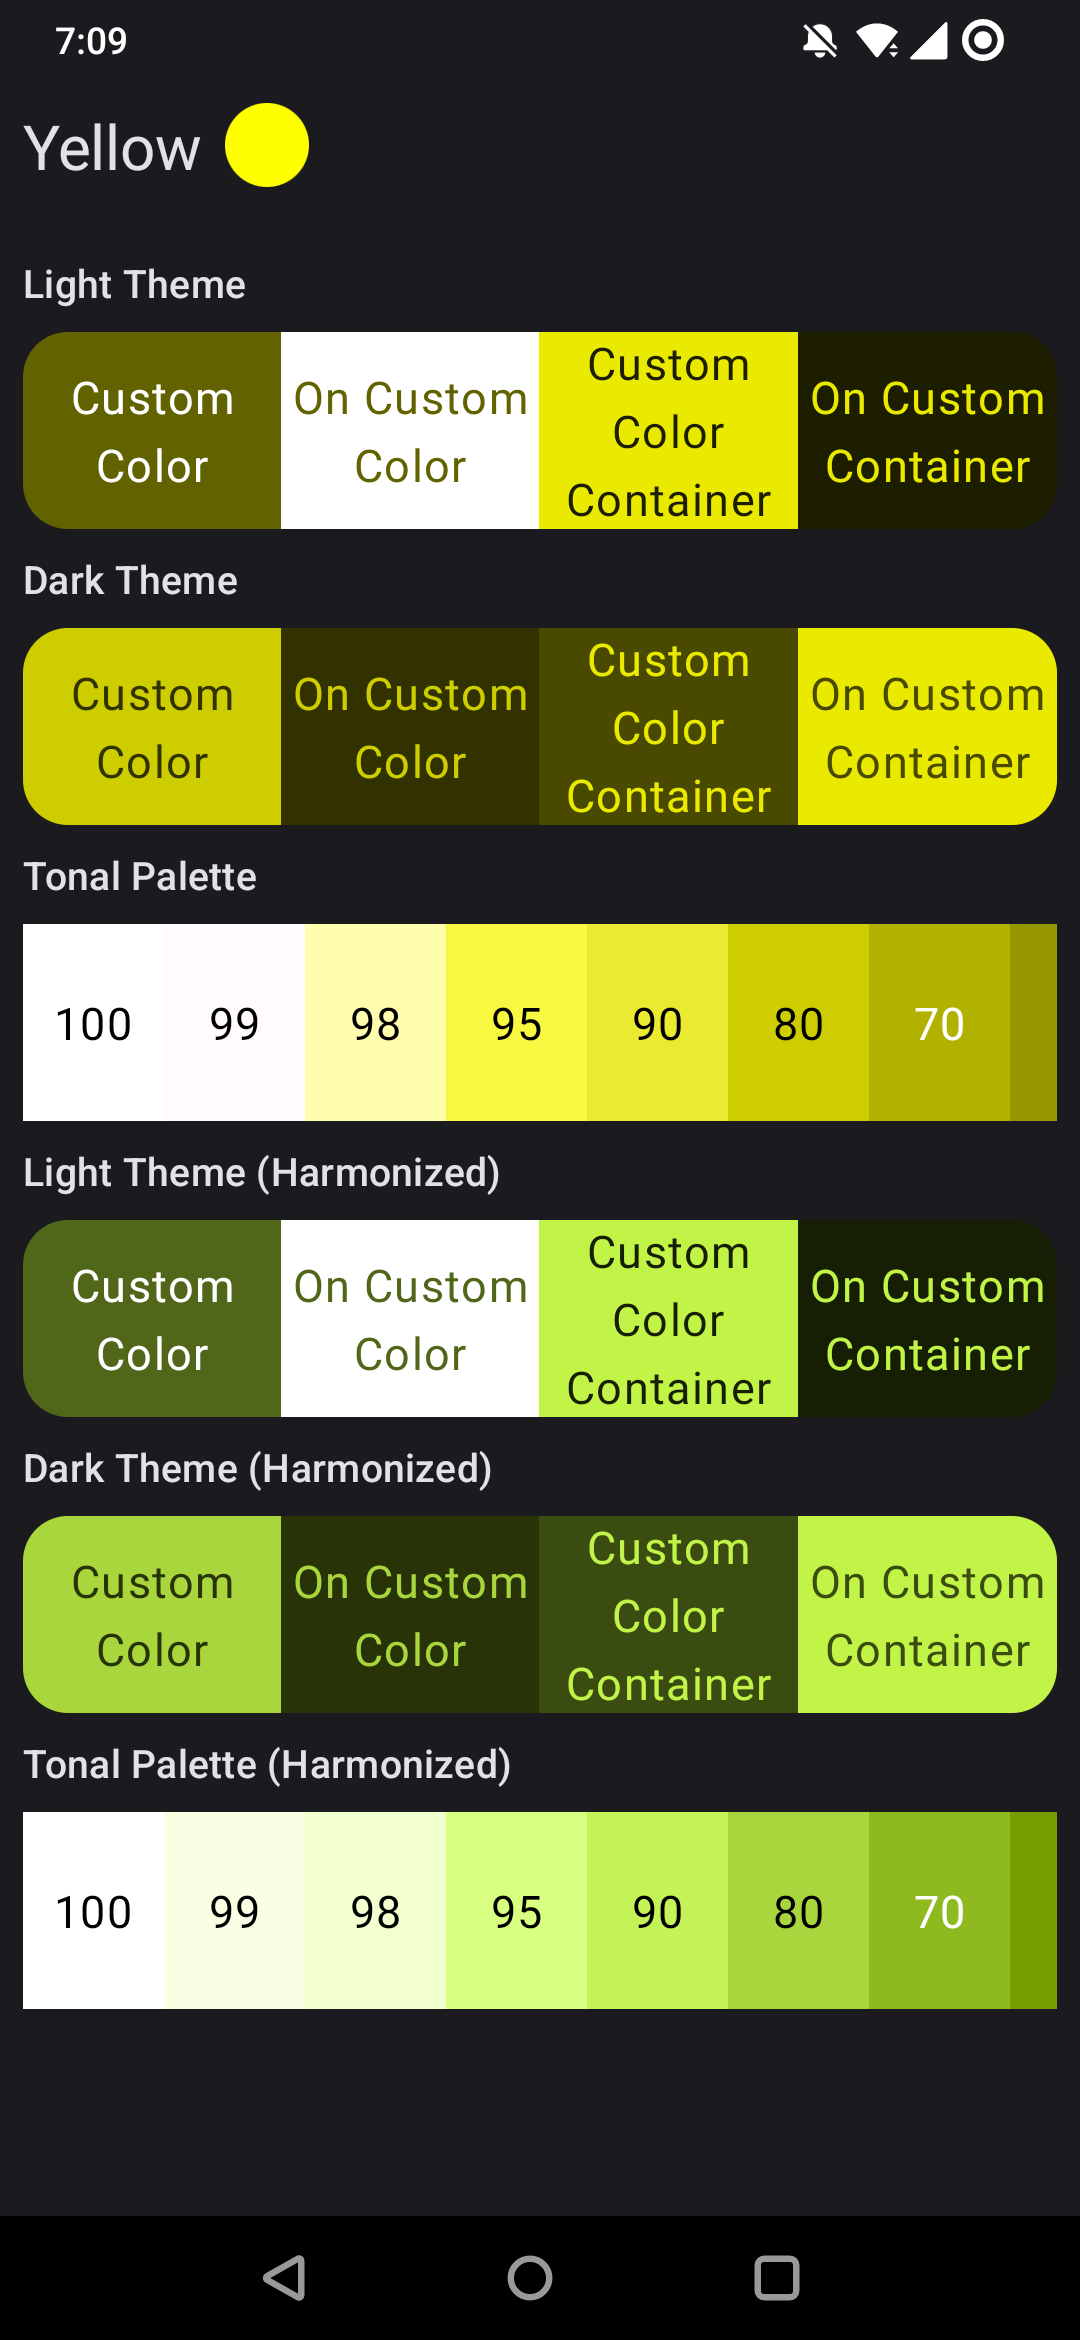 7:09
Yellow
Light Theme
Custom
Color
On Custom
Color
Custom
Color
Container
On Custom
Container
Dark Theme
Custom
Color
On Custom
Color
Custom
Color
Container
On Custom
Container
Tonal Palette
100 99 98 95 90 80 70
Light Theme (Harmonized)
Custom
Color
On Custom
Color
Custom
Color
Container
On Custom
Container
Dark Theme (Harmonized)
Custom
Color
On Custom
Color
Custom
Color
Container
On Custom
Container
Tonal Palette (Harmonized)
100 99 98 95 90 80 70